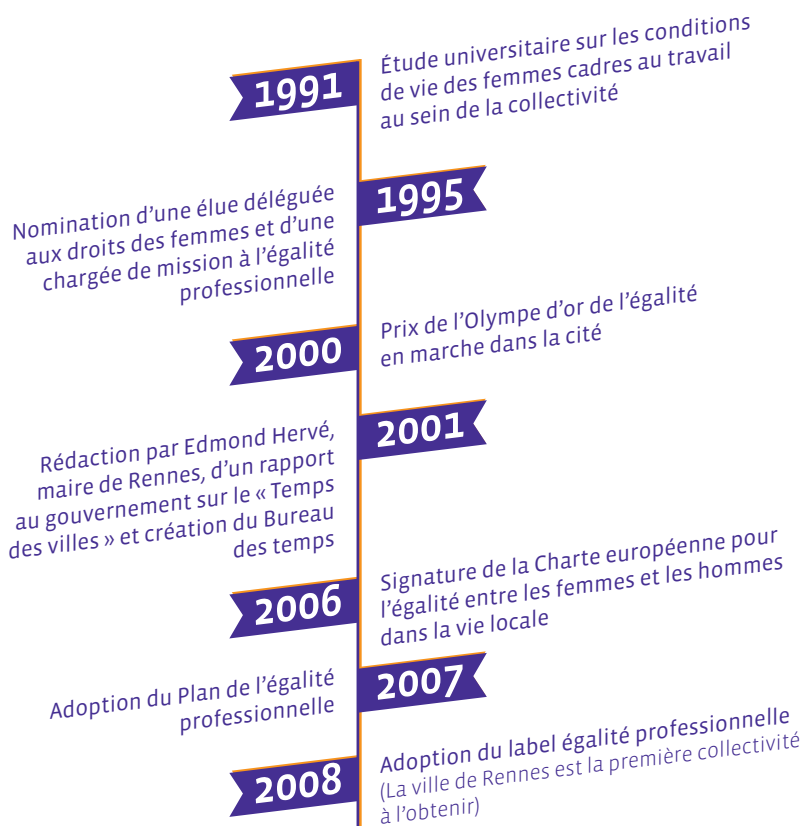 1991
Étude universitaire sur les conditions
de vie des femmes cadres au travail
au sein de la collectivité
1995
Nomination d’une élue déléguée
aux droits des femmes et d’une
chargée de mission à l’égalité
professionnelle
2000
Prix de l’Olympe d’or de l’égalité
en marche dans la cité
2001
Rédaction par Edmond Hervé,
maire de Rennes, d’un rapport
au gouvernement sur le « Temps
des villes » et création du Bureau
des temps
2006
Signature de la Charte européenne pour
l’égalité entre les femmes et les hommes
dans la vie locale
2007
Adoption du Plan de l’égalité
professionnelle
2008
Adoption du label égalité professionnelle
(La ville de Rennes est la première collectivité
à l’obtenir)